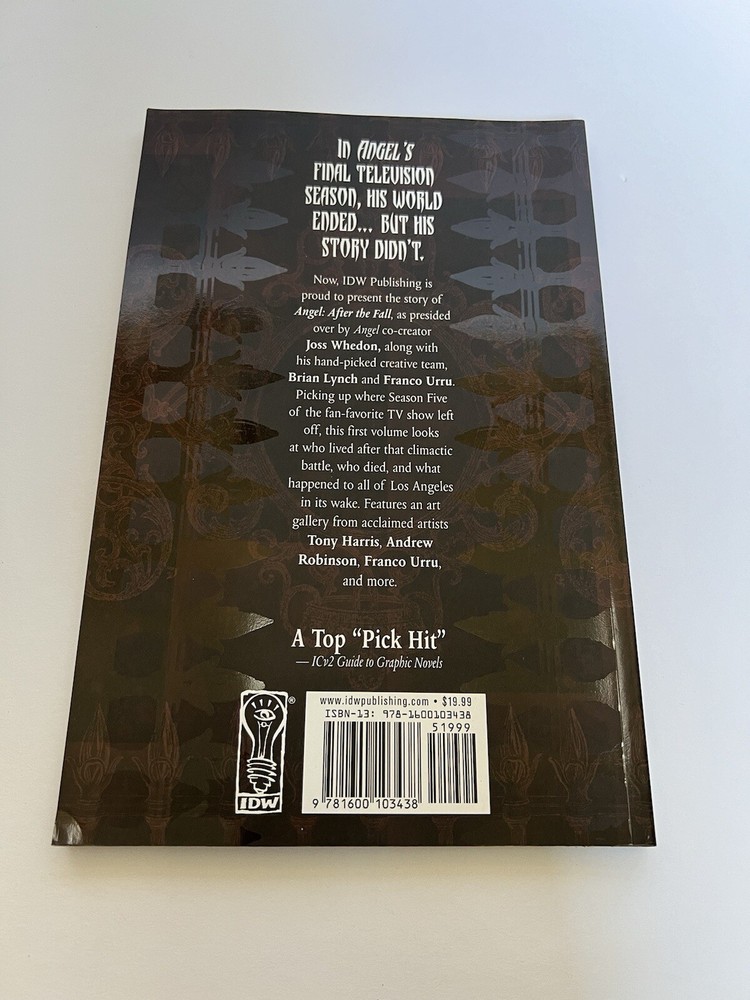 In Angel's
final television
season, his world
ended... but his
story didn't.
Now, IDW Publishing is
proud to present the story of
Angel: After the Fall, as presided
over by Angel co-creator
Joss Whedon, along with
his hand-picked creative team,
Brian Lynch and Franco Urru.
Picking up where Season Five
of the fan-favorite TV show left
off, this first volume looks
at who lived after that climactic
battle, who died, and what
happened to all of Los Angeles
in its wake. Features an art
gallery from acclaimed artists
Tony Harris, Andrew
Robinson, Franco Urru,
and more.
A Top "Pick Hit"
— ICv2 Guide to Graphic Novels
www.idwpublishing.com • $19.99
ISBN-13: 978-1600103438
51999
9 781600 103438
IDW
®